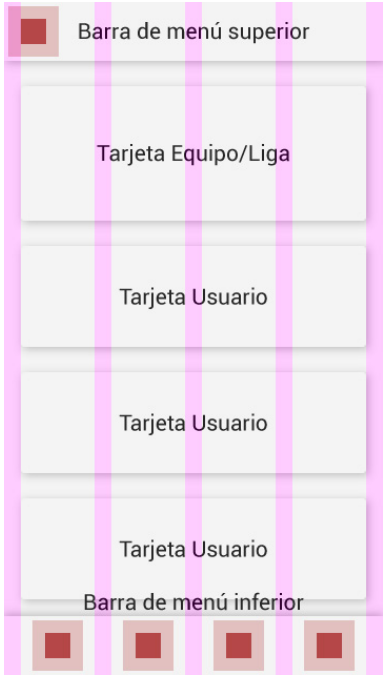 Barra de menú superior
Tarjeta Equipo/Liga
Tarjeta Usuario
Tarjeta Usuario
Tarjeta Usuario
Barra de menú inferior